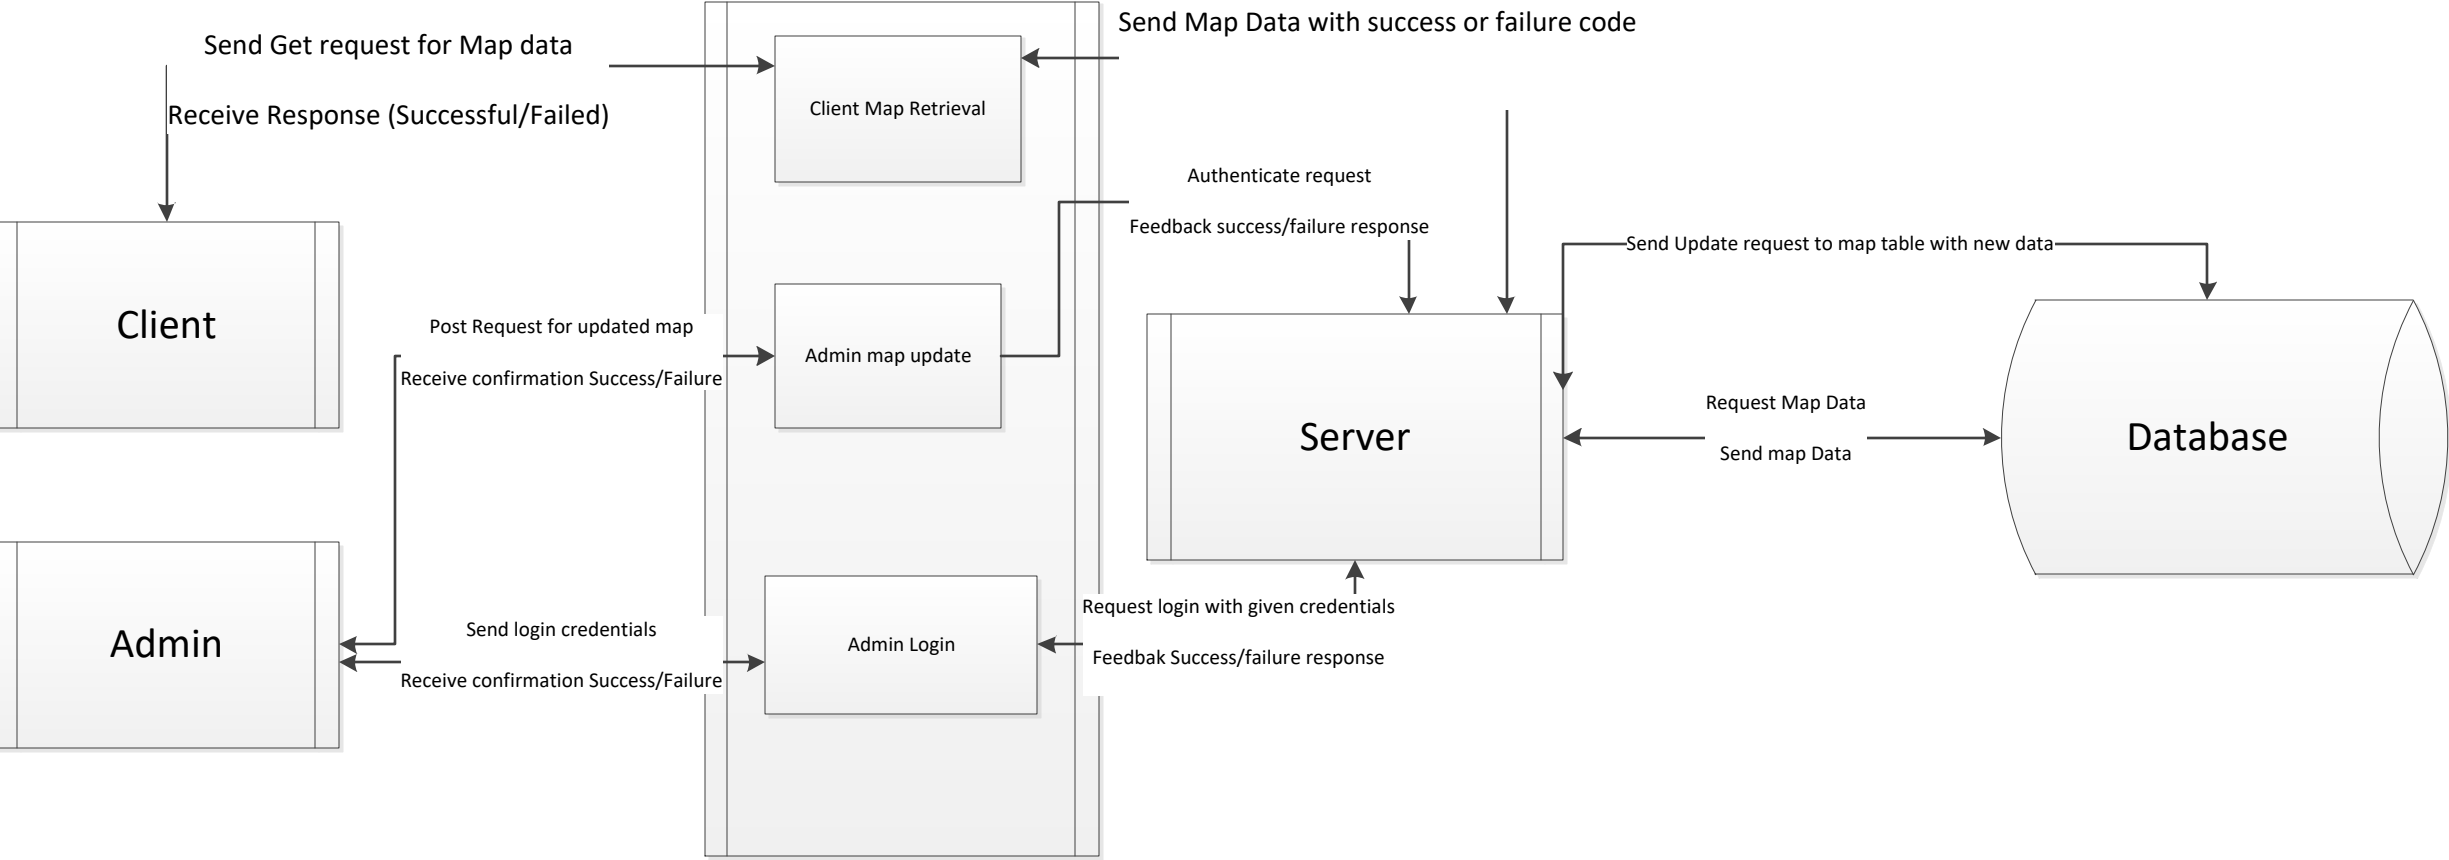 Send Map Data with success or failure code
Send Get request for Map data
Receive Response (Successful/Failed)
Client Map Retrieval
Authenticate request
Feedback success/failure response
Send Update request to map table with new data
Client
Post Request for updated map
Receive confirmation Success/Failure
Admin map update
Server
Request Map Data
Send map Data
Database
Admin
Send login credentials
Receive confirmation Success/Failure
Admin Login
Request login with given credentials
Feedbak Success/failure response